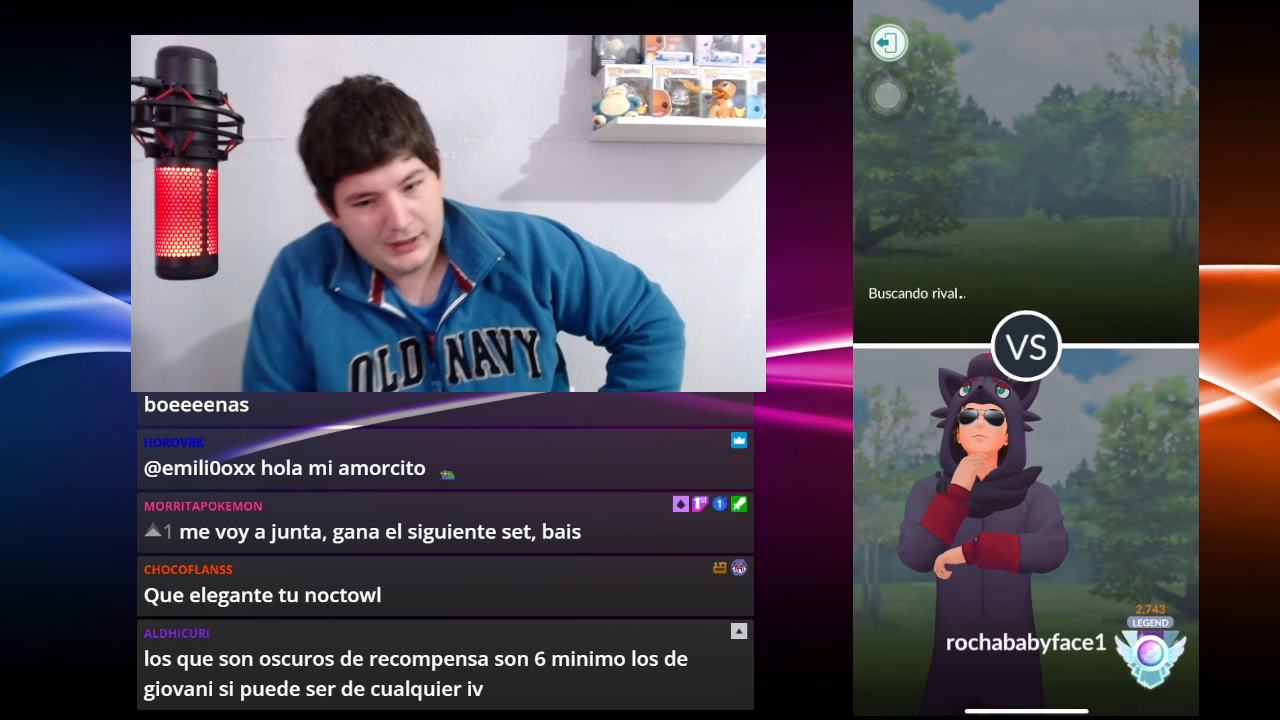 OLD NAVY
boeeeenas
HOROVBK
@emili0oxx hola mi amorcito
MORRITAPOKEMON
1ST
1
1 me voy a junta, gana el siguiente set, bais
CHOCOFLANSS
Que elegante tu noctowl
ALDHICURI
los que son oscuros de recompensa son 6 minimo los de
giovani si puede ser de cualquier iv
Buscando rival..
VS
2,743
LEGEND
rochababyface1